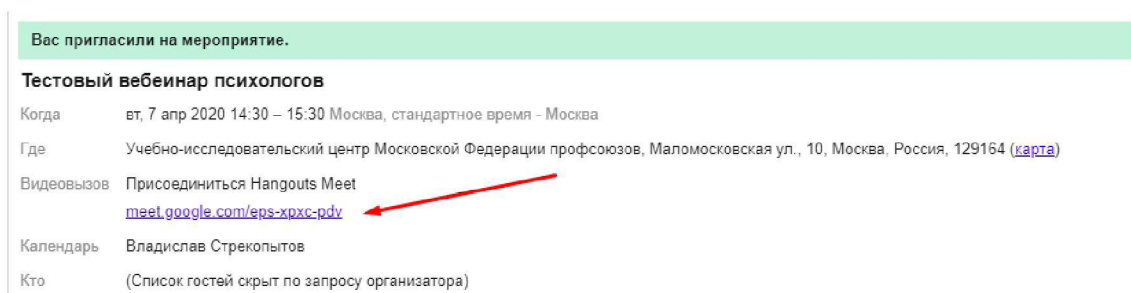 Вас пригласили на мероприятие.
Тестовый вебеинар психологов
Когда вт, 7 апр 2020 14:30 – 15:30 Москва, стандартное время - Москва
Где Учебно-исследовательский центр Московской Федерации профсоюзов, Маломосковская ул., 10, Москва, Россия, 129164 (карта)
Видеовызов Присоединиться Hangouts Meet
meet.google.com/eps-xpxc-pdv
Календарь Владислав Стрекопытов
Кто (Список гостей скрыт по запросу организатора)